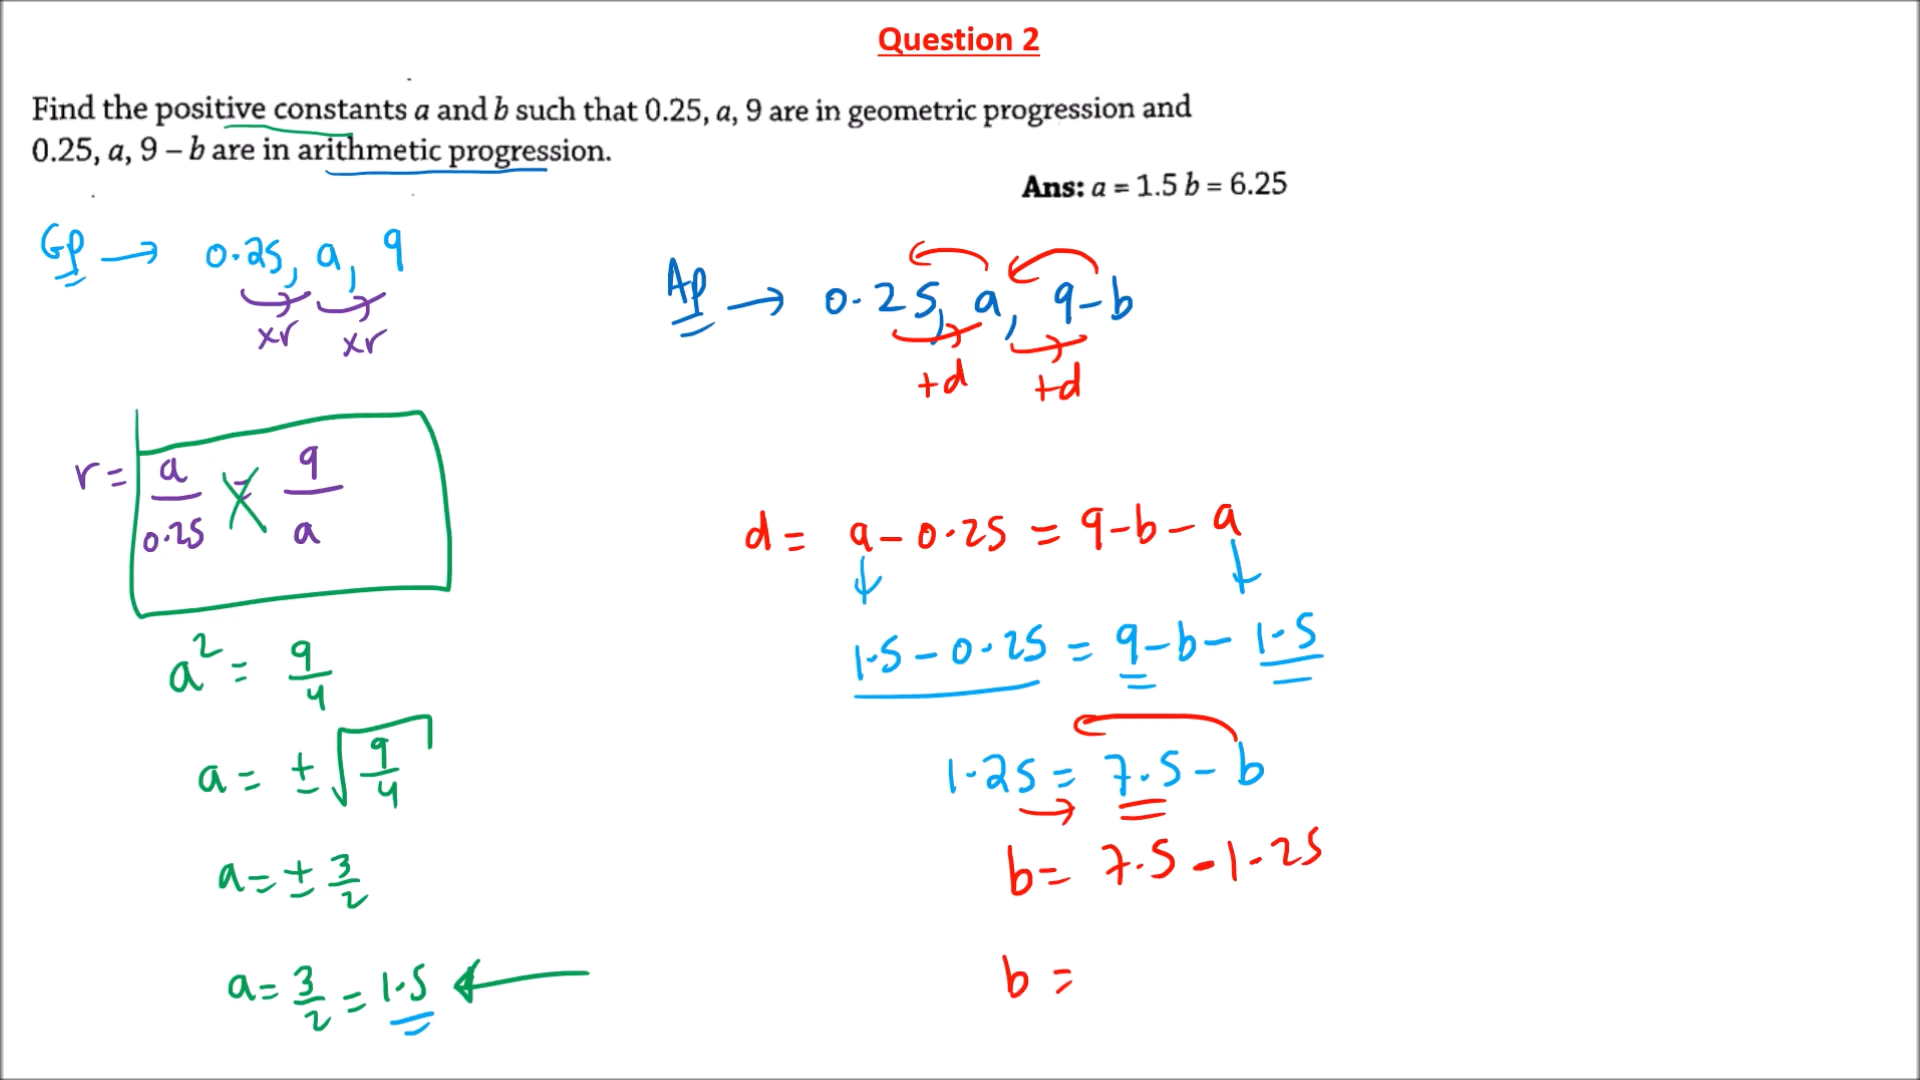 Question 2
Find the positive constants a and b such that 0.25, a, 9 are in geometric progression and
0.25, a, 9 – b are in arithmetic progression.
Ans: a = 1.5 b = 6.25
GP → 0.25, a, 9
xr xr
r = a/0.25 = 9/a
a² = 9/4
a = ± √9/4
a = ± 3/2
a = 3/2 = 1.5
AP → 0.25, a, 9-b
+d +d
d = a - 0.25 = 9-b-a
1.5 - 0.25 = 9-b-1.5
1.25 = 7.5 - b
b = 7.5 - 1.25
b =